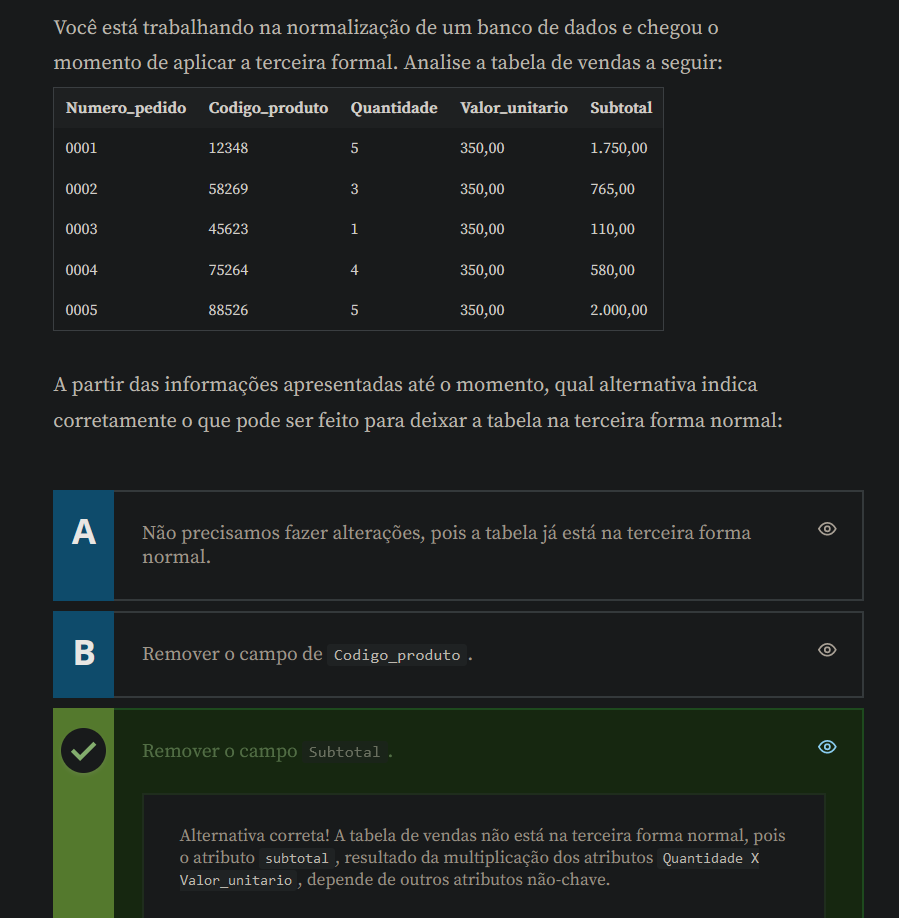 Você está trabalhando na normalização de um banco de dados e chegou o
momento de aplicar a terceira formal. Analise a tabela de vendas a seguir:
Numero_pedido Codigo_produto Quantidade Valor_unitario Subtotal
0001 12348 5 350,00 1.750,00
0002 58269 3 350,00 765,00
0003 45623 1 350,00 110,00
0004 75264 4 350,00 580,00
0005 88526 5 350,00 2.000,00
A partir das informações apresentadas até o momento, qual alternativa indica
corretamente o que pode ser feito para deixar a tabela na terceira forma normal:
A
Não precisamos fazer alterações, pois a tabela já está na terceira forma
normal.
B
Remover o campo de Codigo_produto.
Remover o campo Subtotal.
Alternativa correta! A tabela de vendas não está na terceira forma normal, pois
o atributo subtotal, resultado da multiplicação dos atributos Quantidade X
Valor_unitario, depende de outros atributos não-chave.